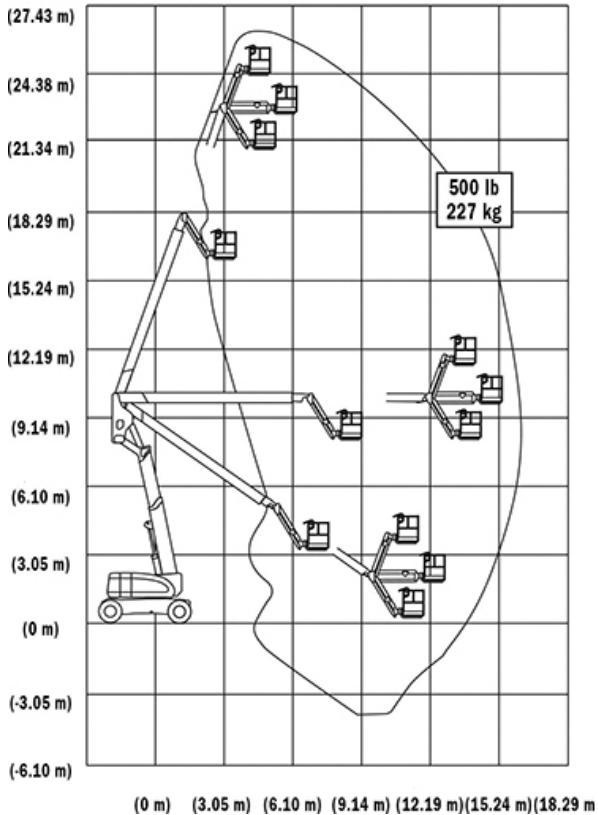 (27.43 m)
(24.38 m)
(21.34 m)
500 lb
227 kg
(18.29 m)
(15.24 m)
(12.19 m)
(9.14 m)
(6.10 m)
(3.05 m)
(0 m)
(-3.05 m)
(-6.10 m)
(0 m) (3.05 m) (6.10 m) (9.14 m) (12.19 m)(15.24 m)(18.29 m